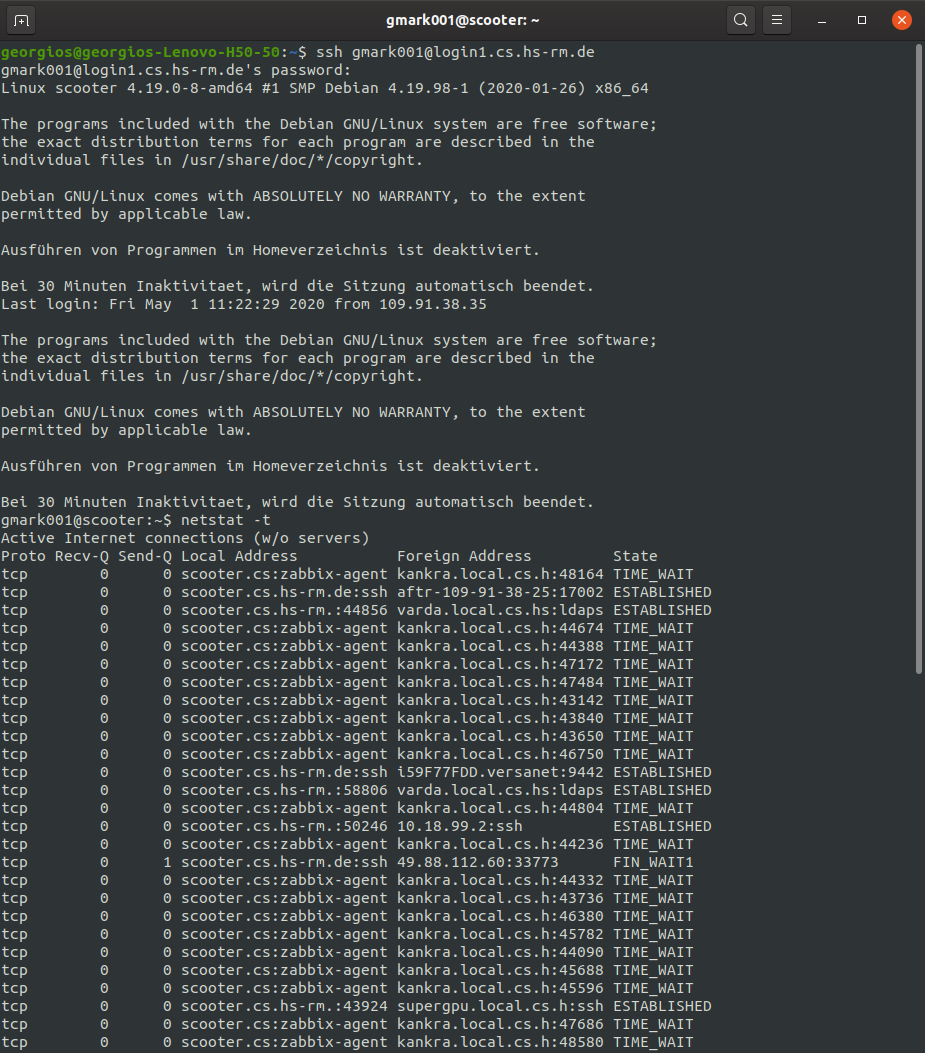 gmark001@scooter: ~
georgios@georgios-Lenovo-H50-50:~$ ssh gmark001@login1.cs.hs-rm.de
gmark001@login1.cs.hs-rm.de's password:
Linux scooter 4.19.0-8-amd64 #1 SMP Debian 4.19.98-1 (2020-01-26) x86_64

The programs included with the Debian GNU/Linux system are free software;
the exact distribution terms for each program are described in the
individual files in /usr/share/doc/*/copyright.

Debian GNU/Linux comes with ABSOLUTELY NO WARRANTY, to the extent
permitted by applicable law.

Ausführen von Programmen im Homeverzeichnis ist deaktiviert.

Bei 30 Minuten Inaktivitaet, wird die Sitzung automatisch beendet.
Last login: Fri May  1 11:22:29 2020 from 109.91.38.35

The programs included with the Debian GNU/Linux system are free software;
the exact distribution terms for each program are described in the
individual files in /usr/share/doc/*/copyright.

Debian GNU/Linux comes with ABSOLUTELY NO WARRANTY, to the extent
permitted by applicable law.

Ausführen von Programmen im Homeverzeichnis ist deaktiviert.

Bei 30 Minuten Inaktivitaet, wird die Sitzung automatisch beendet.
gmark001@scooter:~$ netstat -t
Active Internet connections (w/o servers)
Proto Recv-Q Send-Q Local Address           Foreign Address         State
tcp        0      0 scooter.cs:zabbix-agent kankra.local.cs.h:48164 TIME_WAIT
tcp        0      0 scooter.cs.hs-rm.de:ssh aftr-109-91-38-25:17002 ESTABLISHED
tcp        0      0 scooter.cs.hs-rm.:44856 varda.local.cs.hs:ldaps ESTABLISHED
tcp        0      0 scooter.cs:zabbix-agent kankra.local.cs.h:44674 TIME_WAIT
tcp        0      0 scooter.cs:zabbix-agent kankra.local.cs.h:44388 TIME_WAIT
tcp        0      0 scooter.cs:zabbix-agent kankra.local.cs.h:47172 TIME_WAIT
tcp        0      0 scooter.cs:zabbix-agent kankra.local.cs.h:47484 TIME_WAIT
tcp        0      0 scooter.cs:zabbix-agent kankra.local.cs.h:43142 TIME_WAIT
tcp        0      0 scooter.cs:zabbix-agent kankra.local.cs.h:43840 TIME_WAIT
tcp        0      0 scooter.cs:zabbix-agent kankra.local.cs.h:43650 TIME_WAIT
tcp        0      0 scooter.cs:zabbix-agent kankra.local.cs.h:46750 TIME_WAIT
tcp        0      0 scooter.cs.hs-rm.de:ssh i59F77FDD.versanet:9442 ESTABLISHED
tcp        0      0 scooter.cs.hs-rm.:58806 varda.local.cs.hs:ldaps ESTABLISHED
tcp        0      0 scooter.cs:zabbix-agent kankra.local.cs.h:44804 TIME_WAIT
tcp        0      0 scooter.cs.hs-rm.:50246 10.18.99.2:ssh          ESTABLISHED
tcp        0      0 scooter.cs:zabbix-agent kankra.local.cs.h:44236 TIME_WAIT
tcp        0      1 scooter.cs.hs-rm.de:ssh 49.88.112.60:33773      FIN_WAIT1
tcp        0      0 scooter.cs:zabbix-agent kankra.local.cs.h:44332 TIME_WAIT
tcp        0      0 scooter.cs:zabbix-agent kankra.local.cs.h:43736 TIME_WAIT
tcp        0      0 scooter.cs:zabbix-agent kankra.local.cs.h:46380 TIME_WAIT
tcp        0      0 scooter.cs:zabbix-agent kankra.local.cs.h:45782 TIME_WAIT
tcp        0      0 scooter.cs:zabbix-agent kankra.local.cs.h:44090 TIME_WAIT
tcp        0      0 scooter.cs:zabbix-agent kankra.local.cs.h:45688 TIME_WAIT
tcp        0      0 scooter.cs:zabbix-agent kankra.local.cs.h:45596 TIME_WAIT
tcp        0      0 scooter.cs.hs-rm.:43924 supergpu.local.cs.h:ssh ESTABLISHED
tcp        0      0 scooter.cs:zabbix-agent kankra.local.cs.h:47686 TIME_WAIT
tcp        0      0 scooter.cs:zabbix-agent kankra.local.cs.h:48580 TIME_WAIT